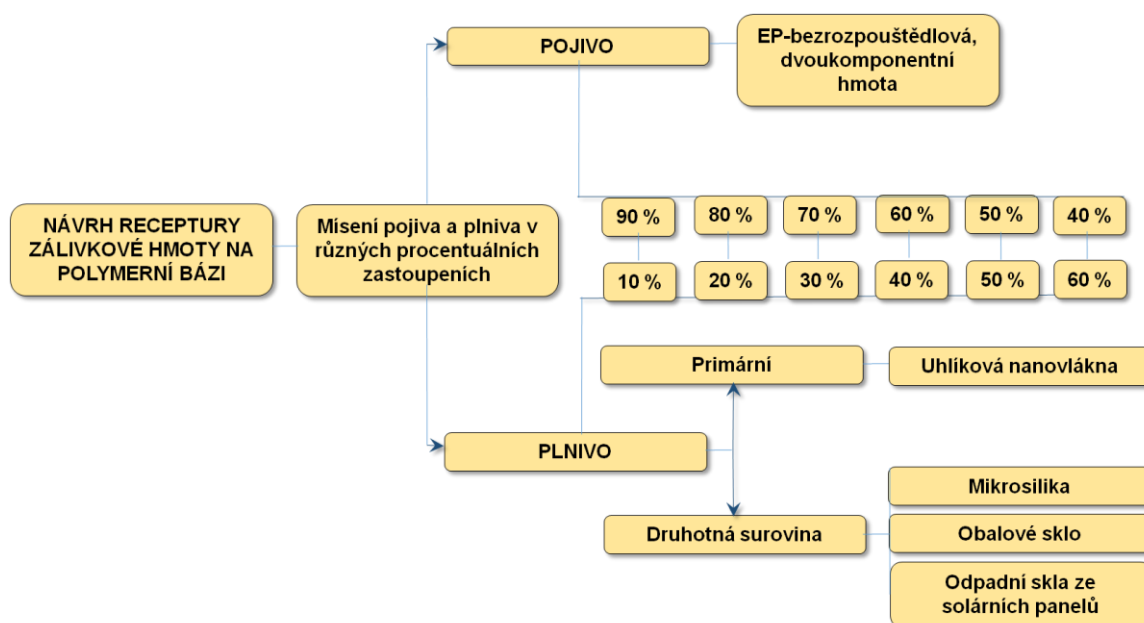 POJIVO
EP-bezrozpouštědlová,
dvoukomponentní
hmota
NÁVRH RECEPTURY
ZÁLIVKOVÉ HMOTY NA
POLYMERNÍ BÁZI
Mísení pojiva a plniva v
různých procentuálních
zastoupeních
90 % 80 % 70 % 60 % 50 % 40 %
10 % 20 % 30 % 40 % 50 % 60 %
Primární
Uhlíková nanovlákna
PLNIVO
Druhotná surovina
Mikrosilika
Obalové sklo
Odpadní skla ze
solárních panelů